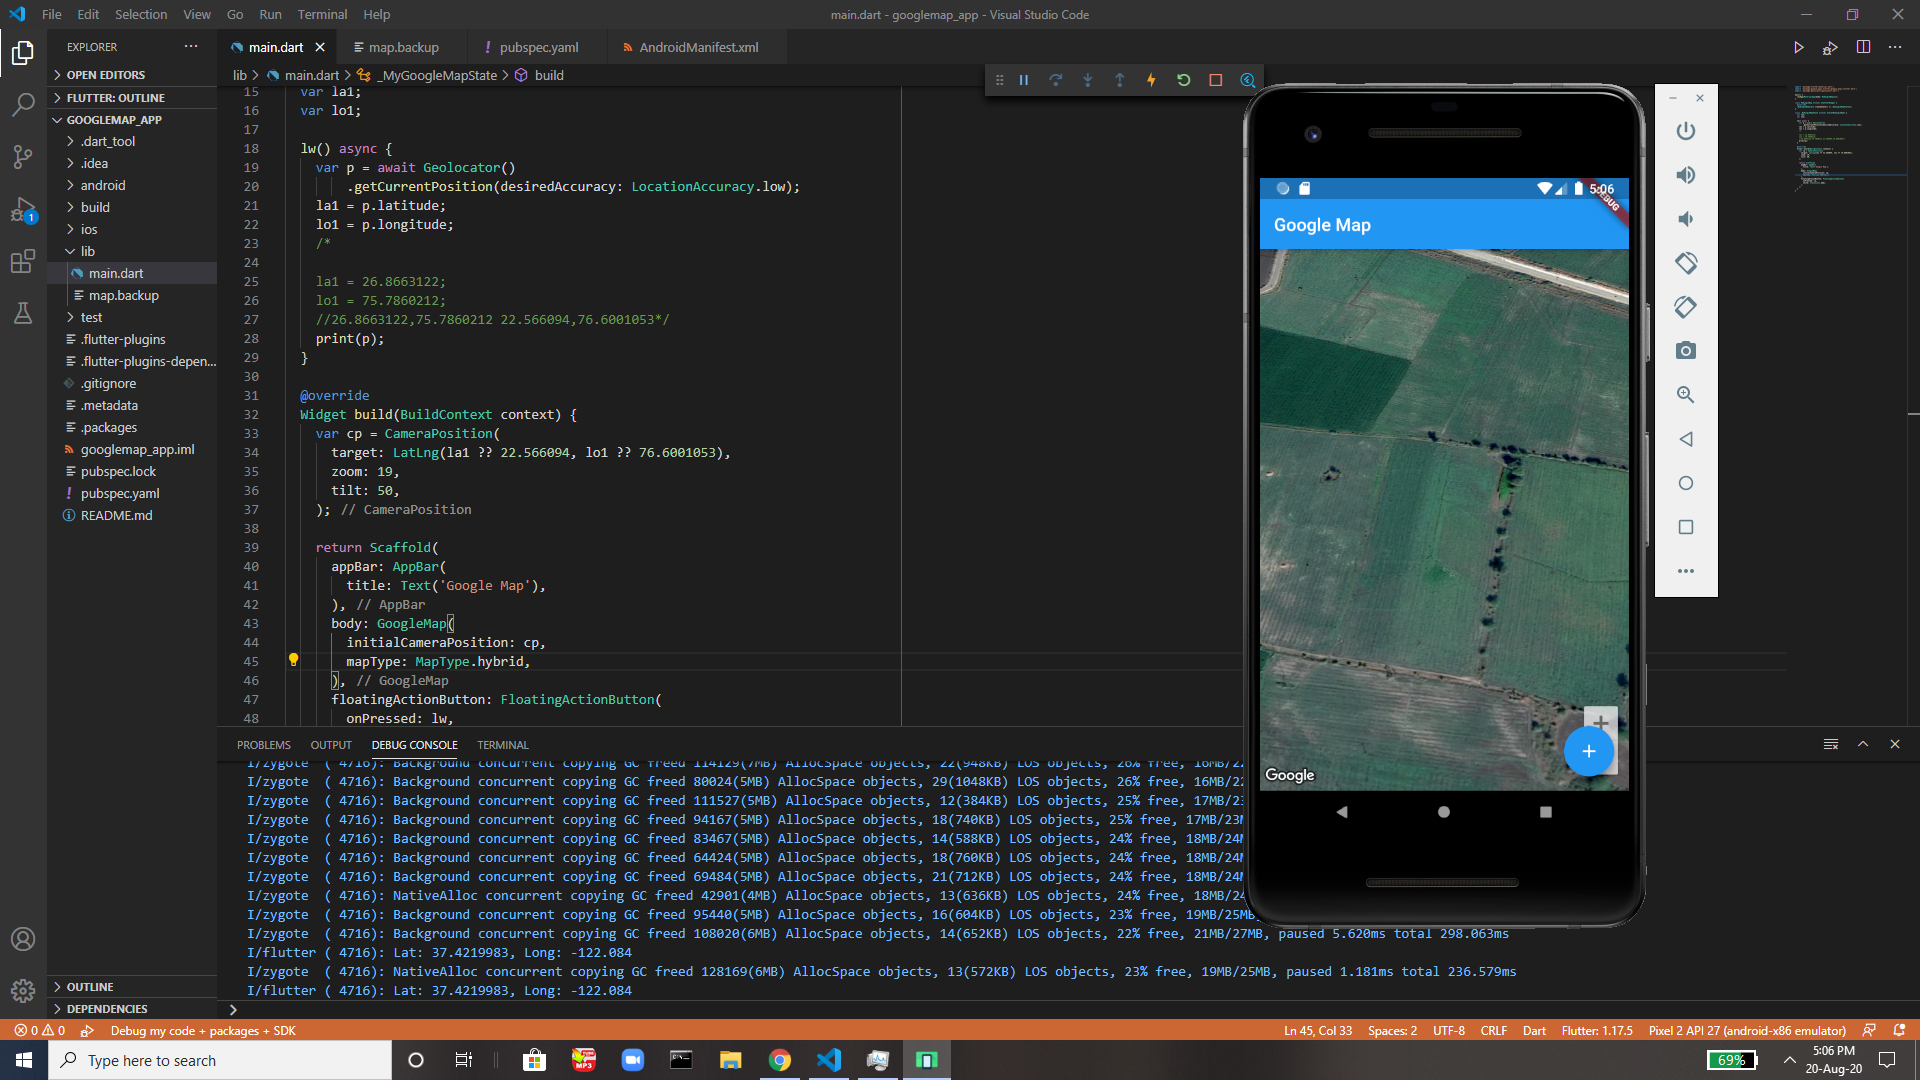 File Edit Selection View Go Run Terminal Help
main.dart - googlemap_app - Visual Studio Code
EXPLORER
main.dart
map.backup
! pubspec.yaml
AndroidManifest.xml
lib > main.dart > _MyGoogleMapState > build
OPEN EDITORS
FLUTTER: OUTLINE
GOOGLEMAP_APP
.dart_tool
.idea
android
build
ios
lib
main.dart
map.backup
test
.flutter-plugins
.flutter-plugins-depen...
.gitignore
.metadata
.packages
googlemap_app.iml
pubspec.lock
! pubspec.yaml
README.md
OUTLINE
DEPENDENCIES
1
15 var la1;
16 var lo1;
17
18 lw() async {
19 var p = await Geolocator()
20 .getCurrentPosition(desiredAccuracy: LocationAccuracy.low);
21 la1 = p.latitude;
22 lo1 = p.longitude;
23 /*
24
25 la1 = 26.8663122;
26 lo1 = 75.7860212;
27 //26.8663122,75.7860212 22.566094,76.6001053*/
28 print(p);
29 }
30
31 @override
32 Widget build(BuildContext context) {
33 var cp = CameraPosition(
34 target: LatLng(la1 ?? 22.566094, lo1 ?? 76.6001053),
35 zoom: 19,
36 tilt: 50,
37 ); // CameraPosition
38
39 return Scaffold(
40 appBar: AppBar(
41 title: Text('Google Map'),
42 ), // AppBar
43 body: GoogleMap(
44 initialCameraPosition: cp,
45 mapType: MapType.hybrid,
46 ), // GoogleMap
47 floatingActionButton: FloatingActionButton(
48 onPressed: lw,
5:06
DEBUG
Google Map
Google
PROBLEMS OUTPUT DEBUG CONSOLE TERMINAL
I/zygote ( 4716): Background concurrent copying GC freed 114129(7MB) AllocSpace objects, 22(948KB) LOS objects, 26% free, 16MB/22
I/zygote ( 4716): Background concurrent copying GC freed 80024(5MB) AllocSpace objects, 29(1048KB) LOS objects, 26% free, 16MB/22
I/zygote ( 4716): Background concurrent copying GC freed 111527(5MB) AllocSpace objects, 12(384KB) LOS objects, 25% free, 17MB/23
I/zygote ( 4716): Background concurrent copying GC freed 94167(5MB) AllocSpace objects, 18(740KB) LOS objects, 25% free, 17MB/23M
I/zygote ( 4716): Background concurrent copying GC freed 83467(5MB) AllocSpace objects, 14(588KB) LOS objects, 24% free, 18MB/24M
I/zygote ( 4716): Background concurrent copying GC freed 64424(5MB) AllocSpace objects, 18(760KB) LOS objects, 24% free, 18MB/24M
I/zygote ( 4716): Background concurrent copying GC freed 69484(5MB) AllocSpace objects, 21(712KB) LOS objects, 24% free, 18MB/24M
I/zygote ( 4716): NativeAlloc concurrent copying GC freed 42901(4MB) AllocSpace objects, 13(636KB) LOS objects, 24% free, 18MB/24
I/zygote ( 4716): Background concurrent copying GC freed 95440(5MB) AllocSpace objects, 16(604KB) LOS objects, 23% free, 19MB/25MB,
I/zygote ( 4716): Background concurrent copying GC freed 108020(6MB) AllocSpace objects, 14(652KB) LOS objects, 22% free, 21MB/27MB, paused 5.620ms total 298.063ms
I/flutter ( 4716): Lat: 37.4219983, Long: -122.084
I/zygote ( 4716): NativeAlloc concurrent copying GC freed 128169(6MB) AllocSpace objects, 13(572KB) LOS objects, 23% free, 19MB/25MB, paused 1.181ms total 236.579ms
I/flutter ( 4716): Lat: 37.4219983, Long: -122.084
0 0 Debug my code + packages + SDK
Ln 45, Col 33 Spaces: 2 UTF-8 CRLF Dart Flutter: 1.17.5 Pixel 2 API 27 (android-x86 emulator)
Type here to search
MP3
69%
5:06 PM
20-Aug-20